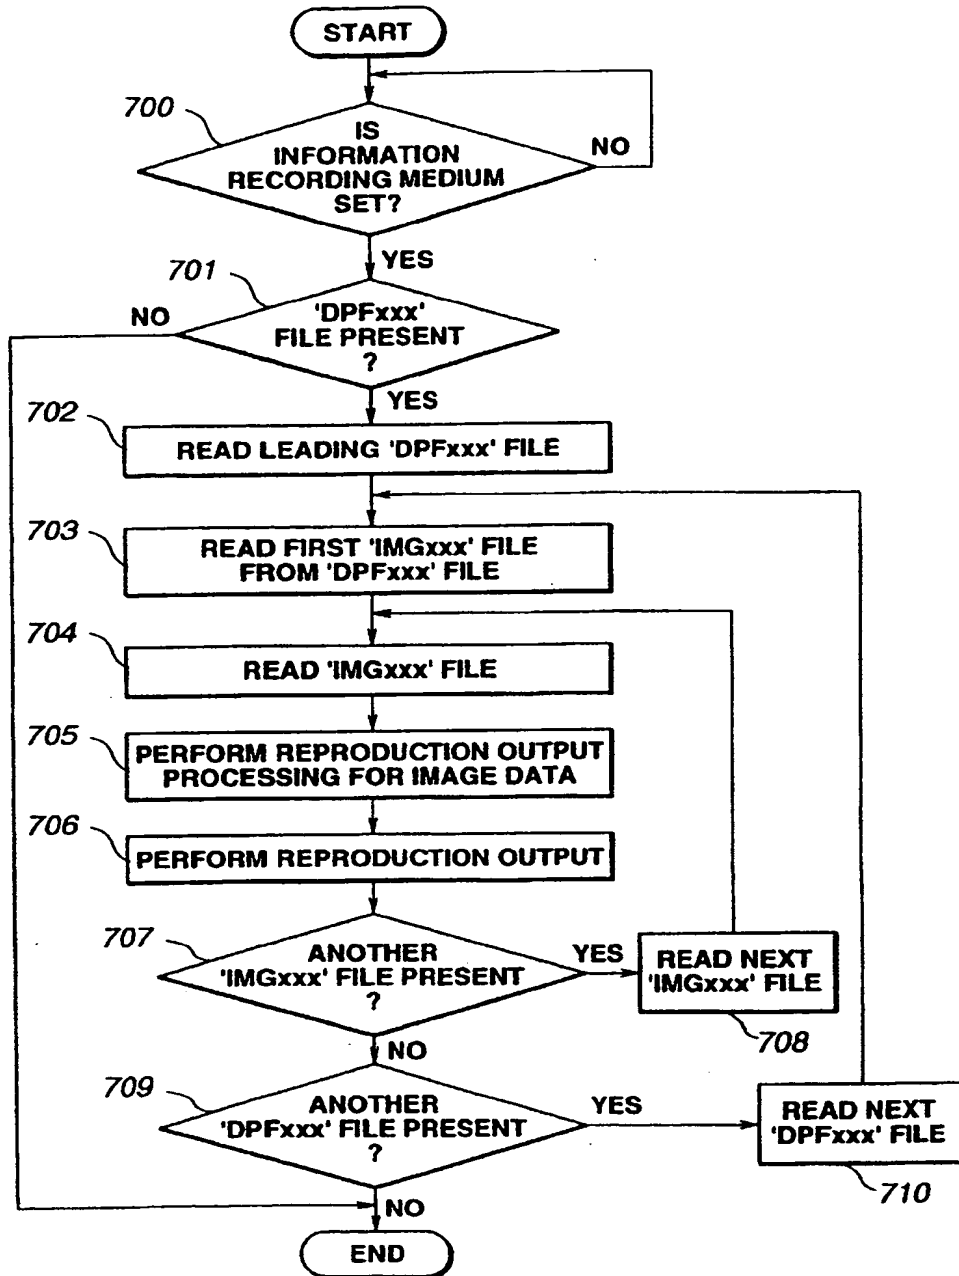 START
700
IS
INFORMATION
RECORDING MEDIUM
SET?
NO
YES
701
NO
'DPFxxx'
FILE PRESENT
?
YES
702
READ LEADING 'DPFxxx' FILE
703
READ FIRST 'IMGxxx' FILE
FROM 'DPFxxx' FILE
704
READ 'IMGxxx' FILE
705
PERFORM REPRODUCTION OUTPUT
PROCESSING FOR IMAGE DATA
706
PERFORM REPRODUCTION OUTPUT
707
ANOTHER
'IMGxxx' FILE PRESENT
?
YES
READ NEXT
'IMGxxx' FILE
708
NO
709
ANOTHER
'DPFxxx' FILE PRESENT
?
YES
READ NEXT
'DPFxxx' FILE
710
NO
END